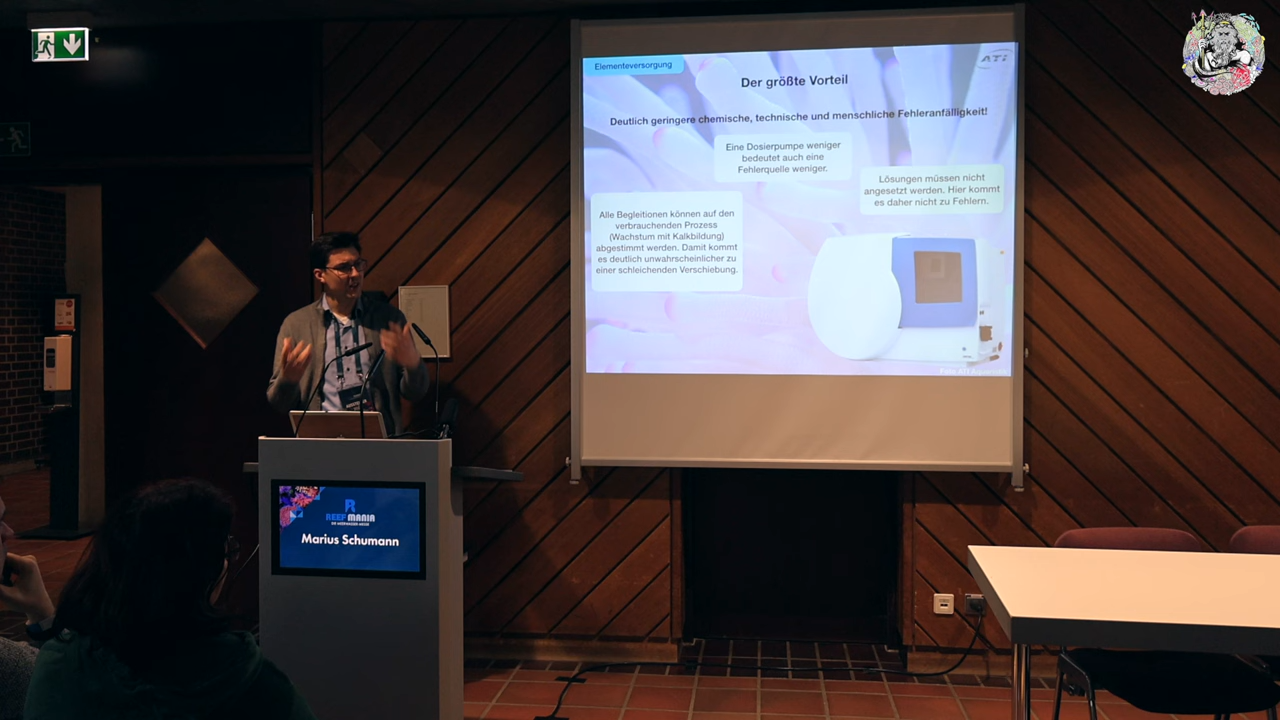 Elementeversorgung
ATI
Der größte Vorteil
Deutlich geringere chemische, technische und menschliche Fehleranfälligkeit!
Eine Dosierpumpe weniger
bedeutet auch eine
Fehlerquelle weniger.
Lösungen müssen nicht
angesetzt werden. Hier kommt
es daher nicht zu Fehlern.
Alle Begleitionen können auf den
verbrauchenden Prozess
(Wachstum mit Kalkbildung)
abgestimmt werden. Damit kommt
es deutlich unwahrscheinlicher zu
einer schleichenden Verschiebung.
REEF MANIA
DIE MEERWASSER MESSE
Marius Schumann